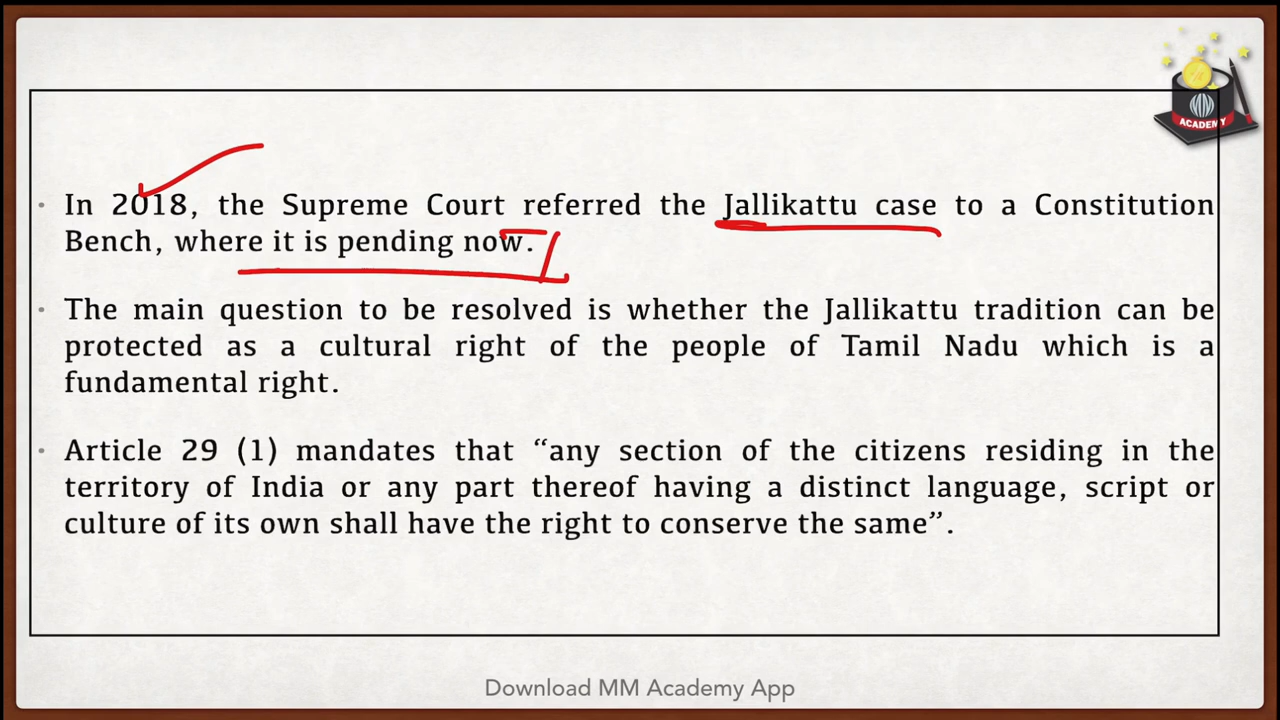 MM
ACADEMY
• In 2018, the Supreme Court referred the Jallikattu case to a Constitution
Bench, where it is pending now.
• The main question to be resolved is whether the Jallikattu tradition can be
protected as a cultural right of the people of Tamil Nadu which is a
fundamental right.
• Article 29 (1) mandates that “any section of the citizens residing in the
territory of India or any part thereof having a distinct language, script or
culture of its own shall have the right to conserve the same”.
Download MM Academy App